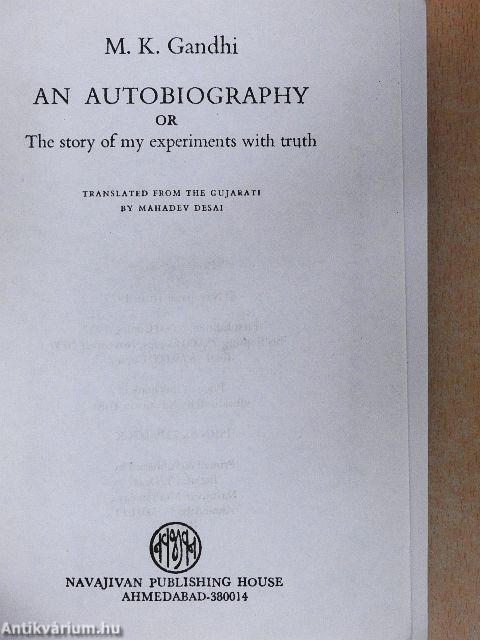 M. K. Gandhi
AN AUTOBIOGRAPHY
OR
The story of my experiments with truth
TRANSLATED FROM THE GUJARATI
BY MAHADEV DESAI
NAVAJIVAN PUBLISHING HOUSE
AHMEDABAD-380014
Antikvárium.hu